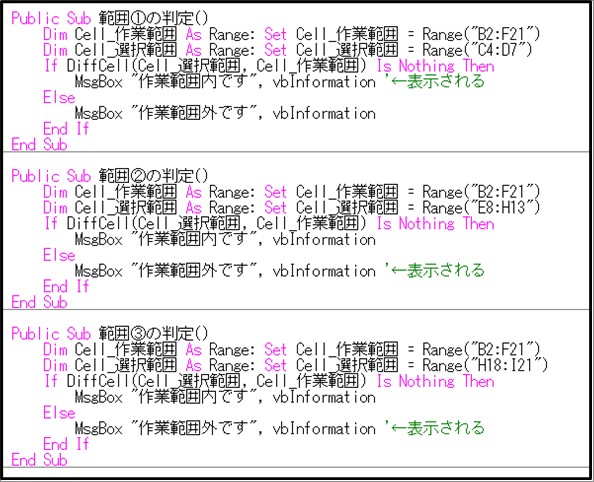 Public Sub 範囲①の判定()
    Dim Cell_作業範囲 As Range: Set Cell_作業範囲 = Range("B2:F21")
    Dim Cell_選択範囲 As Range: Set Cell_選択範囲 = Range("C4:D7")
    If DiffCell(Cell_選択範囲, Cell_作業範囲) Is Nothing Then
        MsgBox "作業範囲内です", vbInformation '←表示される
    Else
        MsgBox "作業範囲外です", vbInformation
    End If
End Sub
Public Sub 範囲②の判定()
    Dim Cell_作業範囲 As Range: Set Cell_作業範囲 = Range("B2:F21")
    Dim Cell_選択範囲 As Range: Set Cell_選択範囲 = Range("E8:H13")
    If DiffCell(Cell_選択範囲, Cell_作業範囲) Is Nothing Then
        MsgBox "作業範囲内です", vbInformation
    Else
        MsgBox "作業範囲外です", vbInformation '←表示される
    End If
End Sub
Public Sub 範囲③の判定()
    Dim Cell_作業範囲 As Range: Set Cell_作業範囲 = Range("B2:F21")
    Dim Cell_選択範囲 As Range: Set Cell_選択範囲 = Range("H18:I21")
    If DiffCell(Cell_選択範囲, Cell_作業範囲) Is Nothing Then
        MsgBox "作業範囲内です", vbInformation
    Else
        MsgBox "作業範囲外です", vbInformation '←表示される
    End If
End Sub